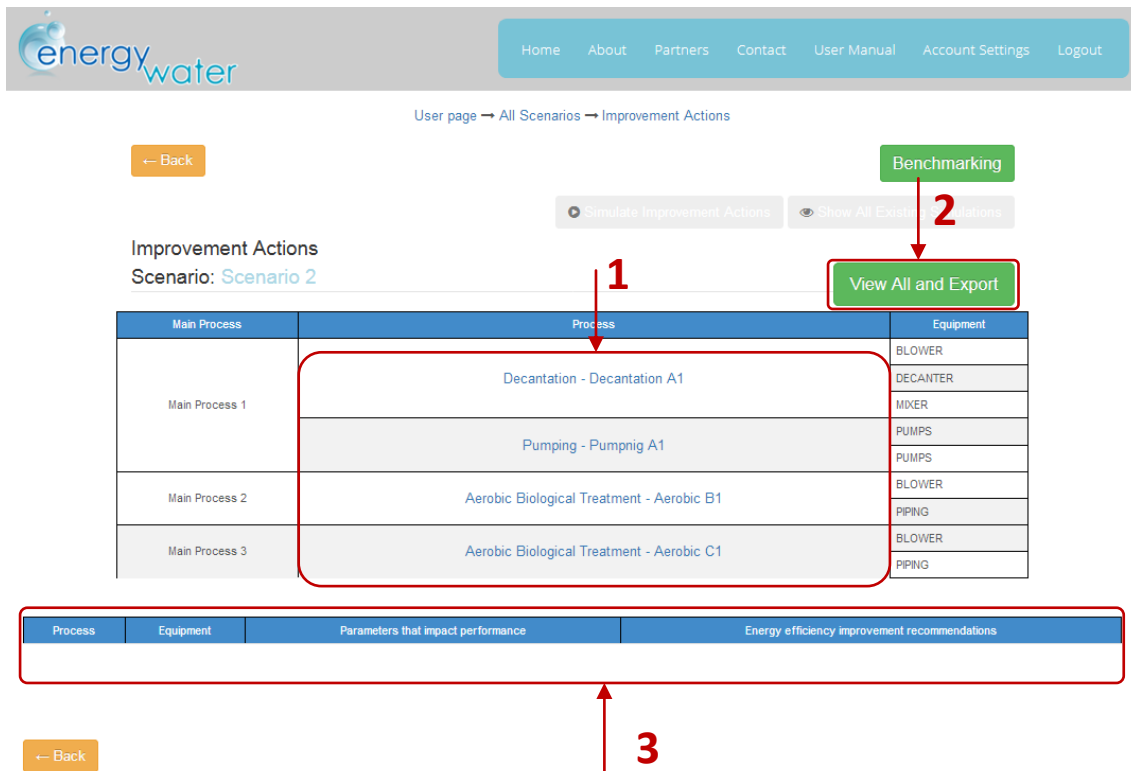 energy
water
Home About Partners Contact User Manual Account Settings Logout
User page → All Scenarios → Improvement Actions
← Back
Benchmarking
Simulate Improvement Actions Show All Existing Simulations
2
Improvement Actions
Scenario: Scenario 2
1
View All and Export
Main Process Process Equipment
Main Process 1
Decantation - Decantation A1
BLOWER
DECANTER
MIXER
Pumping - Pumpnig A1
PUMPS
PUMPS
Main Process 2
Aerobic Biological Treatment - Aerobic B1
BLOWER
PIPING
Main Process 3
Aerobic Biological Treatment - Aerobic C1
BLOWER
PIPING
Process Equipment Parameters that impact performance Energy efficiency improvement recommendations
3
← Back